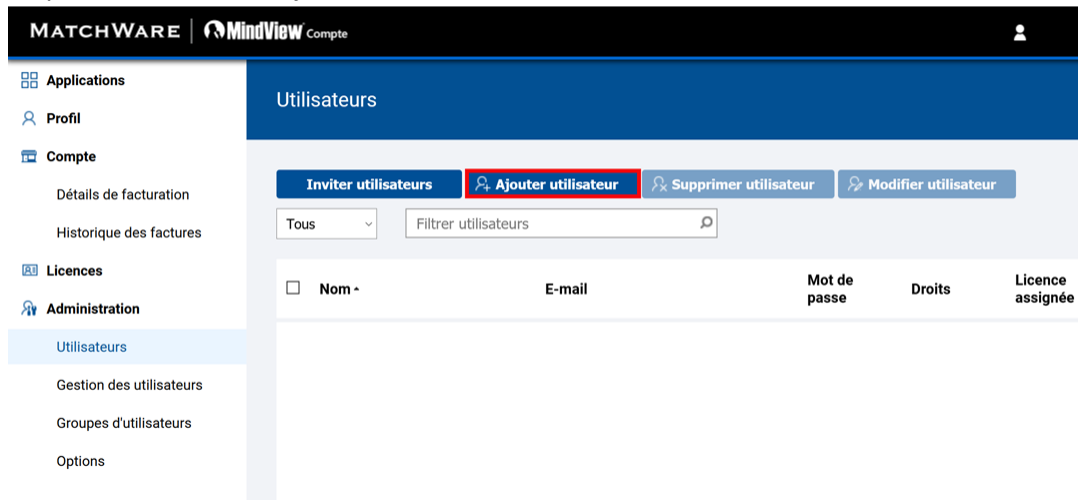 MATCHWARE MindView Compte
Applications
Profil
Compte
Détails de facturation
Historique des factures
Licences
Administration
Utilisateurs
Gestion des utilisateurs
Groupes d'utilisateurs
Options
Utilisateurs
Inviter utilisateurs Ajouter utilisateur Supprimer utilisateur Modifier utilisateur
Tous Filtrer utilisateurs
Nom E-mail Mot de passe Droits Licence assignée